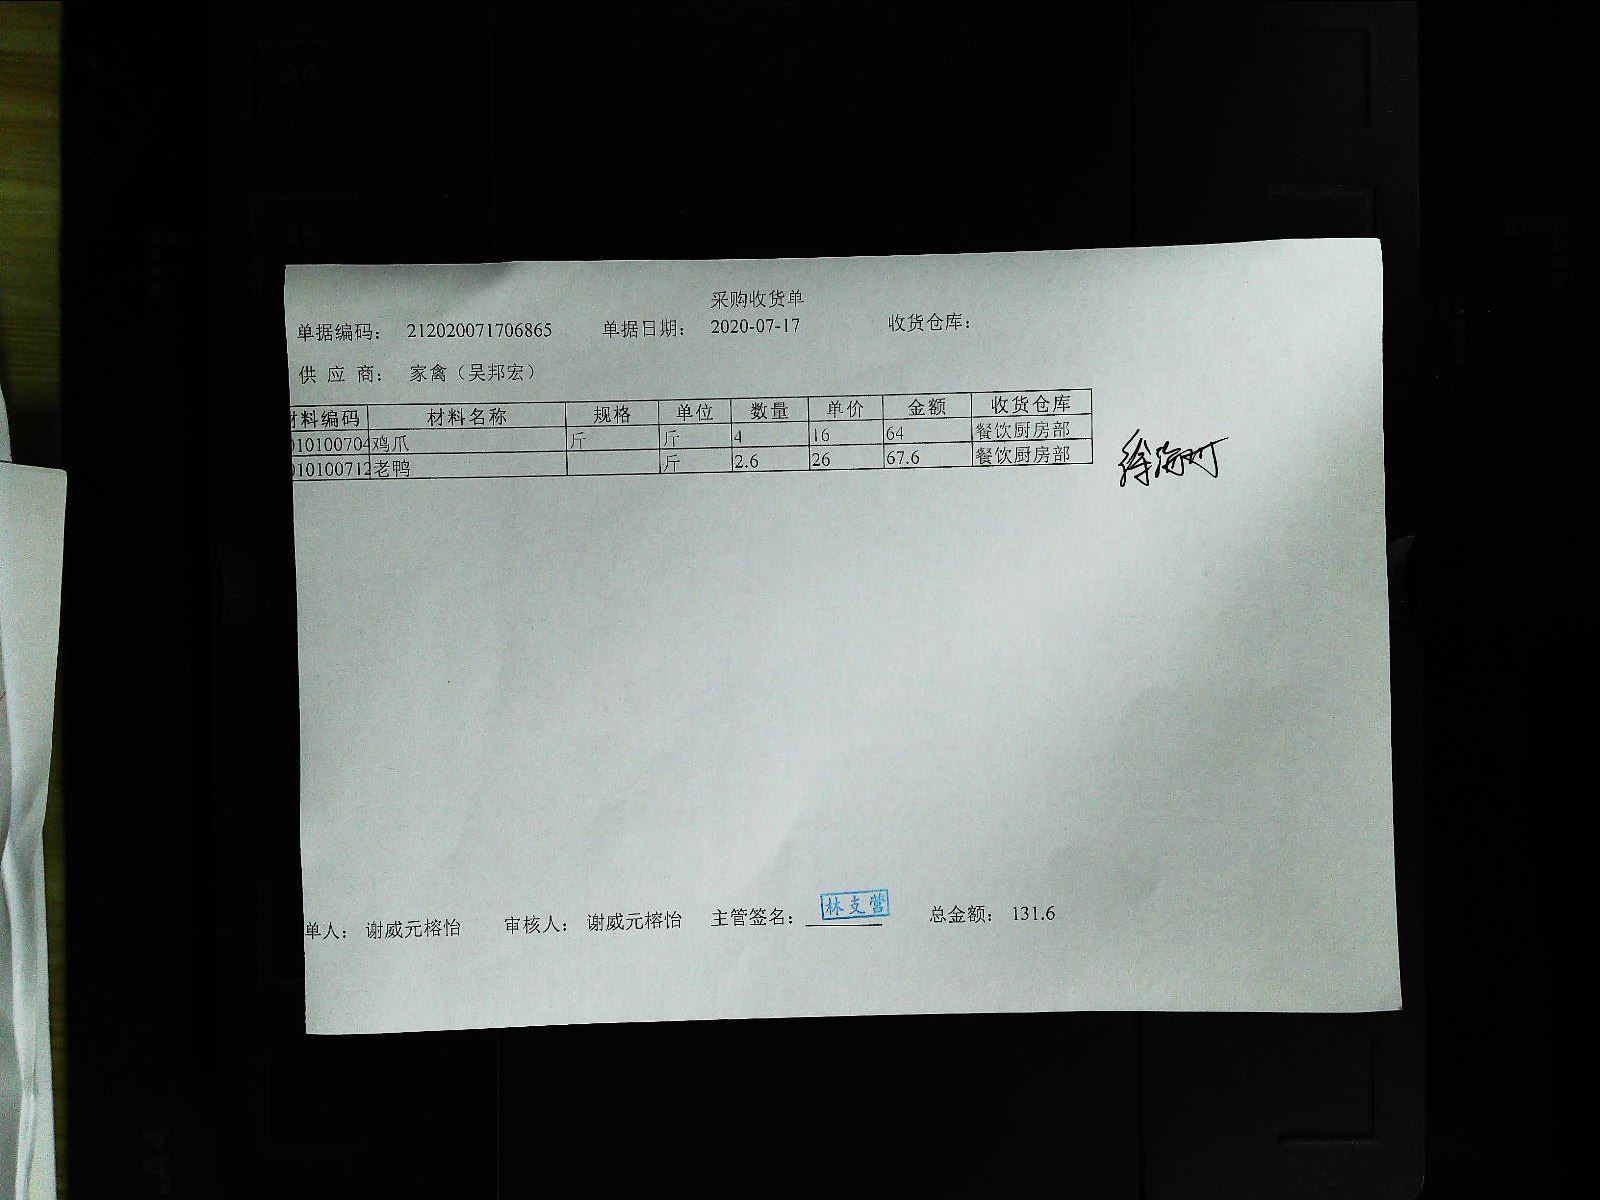 采购收货单
单据编码： 212020071706865 单据日期： 2020-07-17 收货仓库：
供 应 商： 家禽（吴邦宏）
材料编码 材料名称 规格 单位 数量 单价 金额 收货仓库
010100704 鸡爪 斤 斤 4 16 64 餐饮厨房部
010100712 老鸭 斤 2.6 26 67.6 餐饮厨房部
单人： 谢威元榕怡 审核人： 谢威元榕怡 主管签名： 林支营 总金额： 131.6